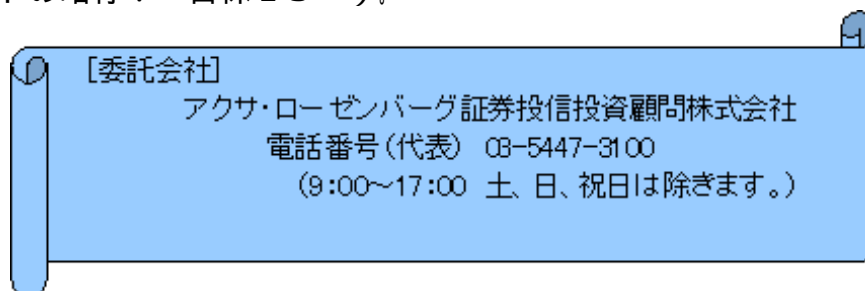 [委託会社]
アクサ・ローゼンバーグ証券投信投資顧問株式会社
電話番号(代表) 03-5447-3100
(9:00～17:00 土、日、祝日は除きます。)